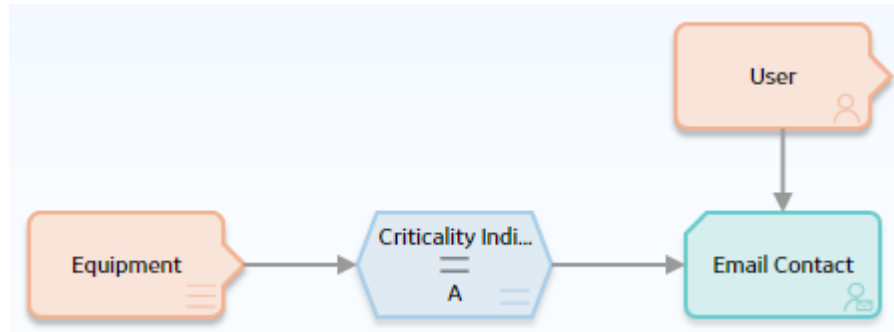 User
Equipment
Criticality Indi...
=
A
Email Contact